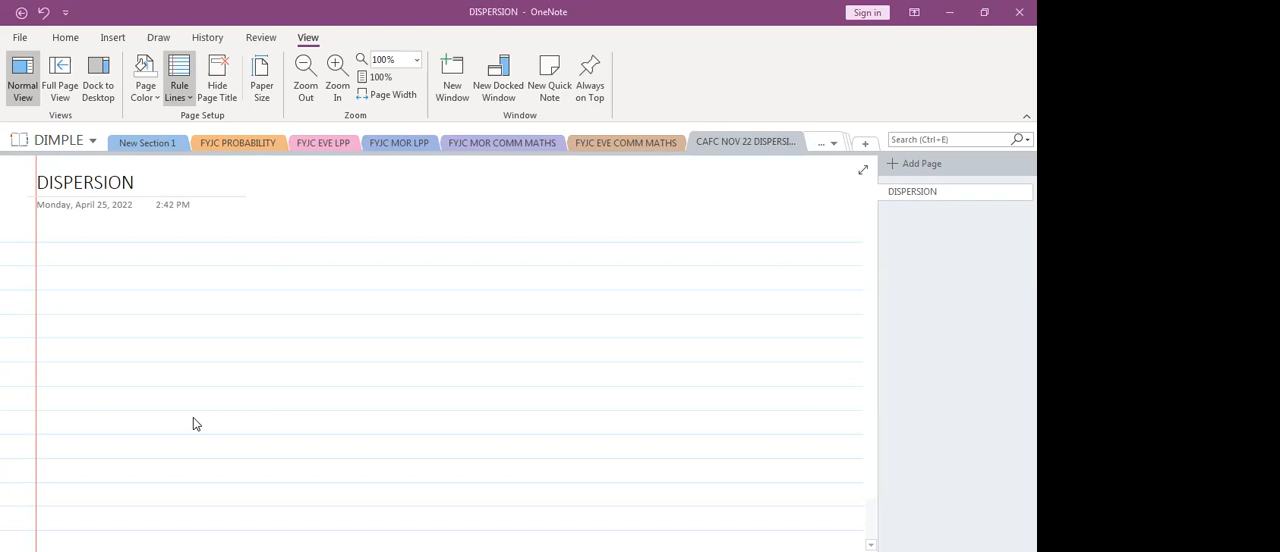 DISPERSION - OneNote
Sign in
File Home Insert Draw History Review View
Normal View
Full Page View
Dock to Desktop
Page Color
Rule Lines
Hide Page Title
Paper Size
Zoom Out
Zoom In
100%
100%
Page Width
New Window
New Docked Window
New Quick Note
Always on Top
Views Page Setup Zoom Window
DIMPLE New Section 1 FYJC PROBABILITY FYJC EVE LPP FYJC MOR LPP FYJC MOR COMM MATHS FYJC EVE COMM MATHS CAFC NOV 22 DISPERSI... ... Search (Ctrl+E)
Add Page
DISPERSION
DISPERSION
Monday, April 25, 2022 2:42 PM